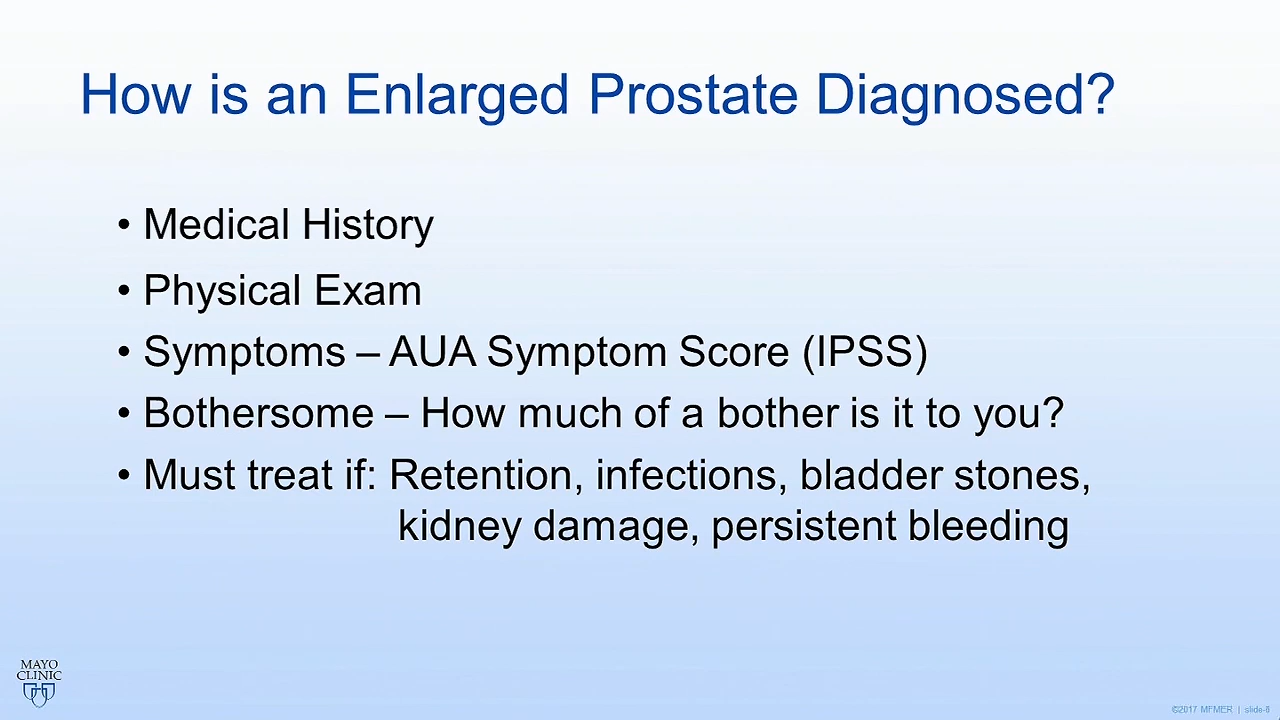 How is an Enlarged Prostate Diagnosed?
• Medical History
• Physical Exam
• Symptoms – AUA Symptom Score (IPSS)
• Bothersome – How much of a bother is it to you?
• Must treat if: Retention, infections, bladder stones,
kidney damage, persistent bleeding
MAYO
CLINIC
©2017 MFMER | slide-8